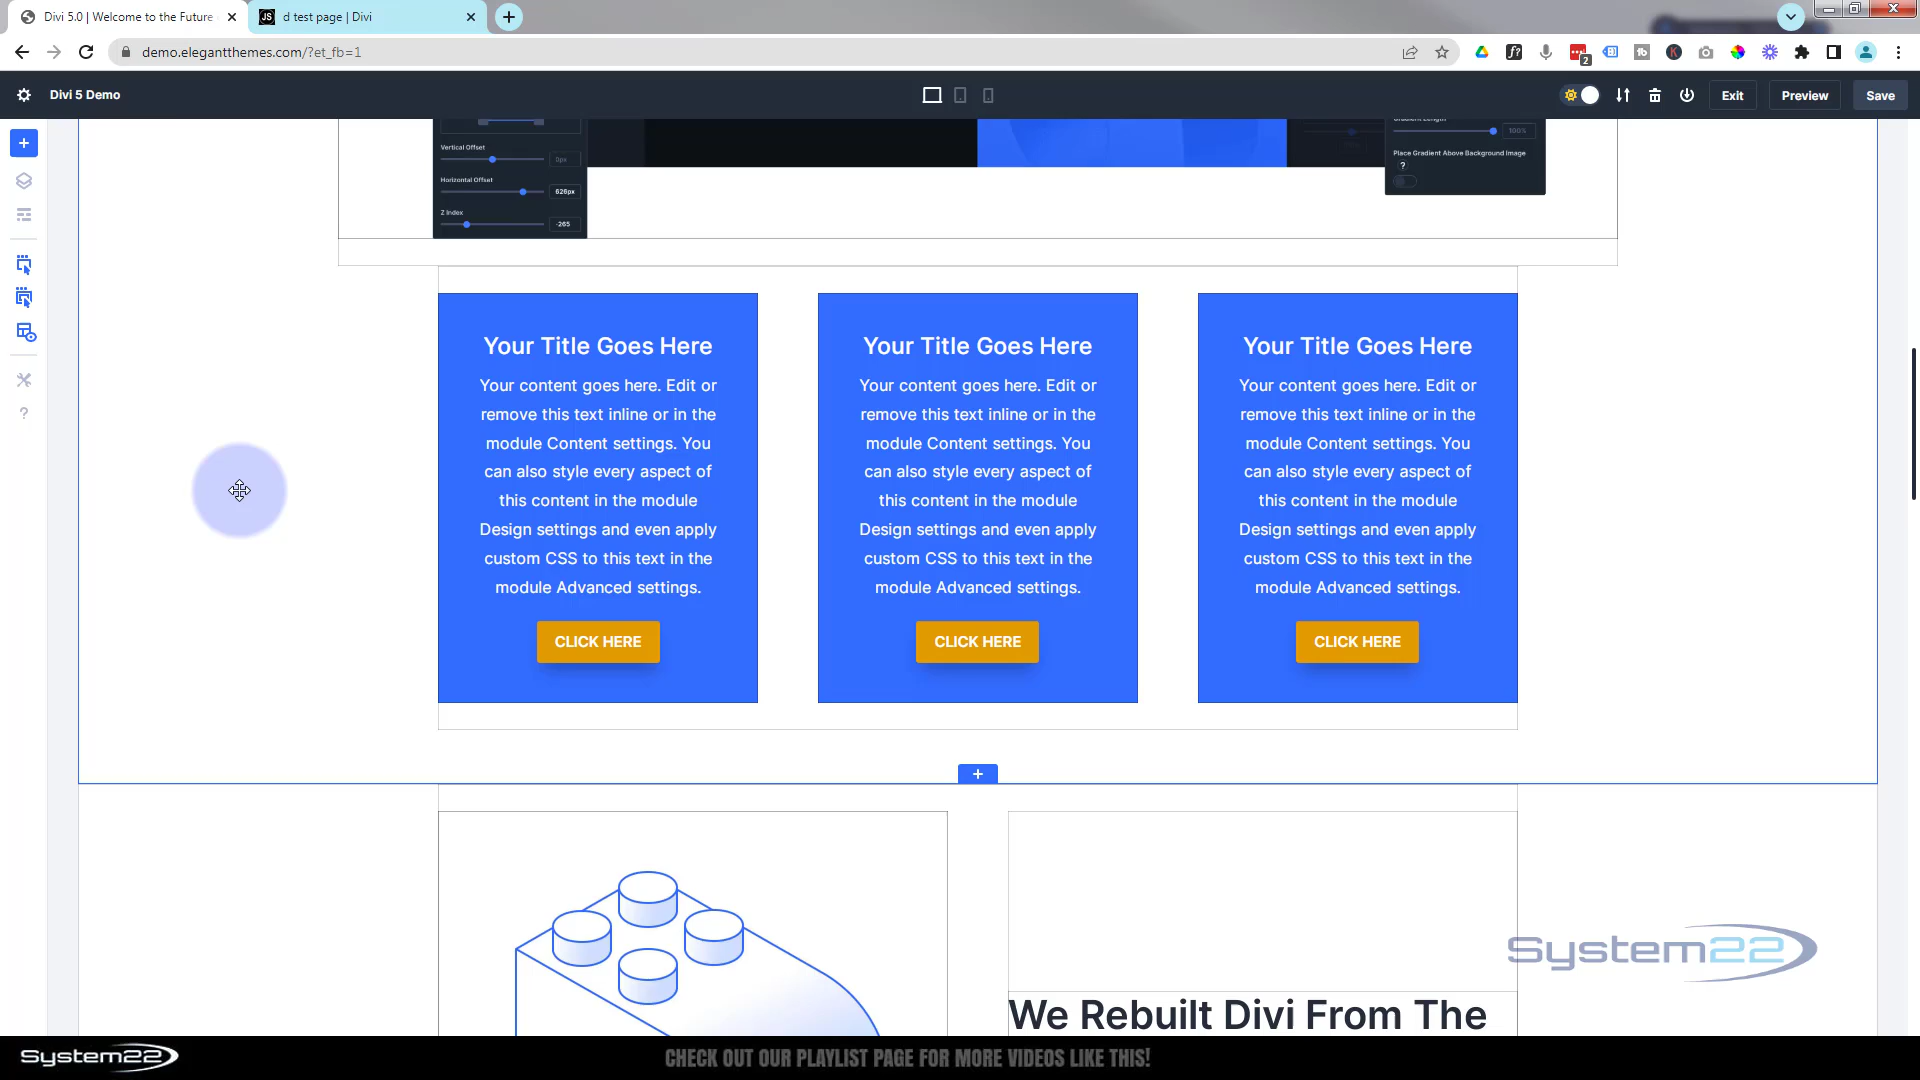 Divi 5.0 | Welcome to the Future
JS
d test page | Divi
demo.elegantthemes.com/?et_fb=1
2
Divi 5 Demo
Exit
Preview
Save
Vertical Offset
0px
Horizontal Offset
626px
Z Index
-265
Gradient Length
100%
Place Gradient Above Background Image
?
Your Title Goes Here
Your content goes here. Edit or
remove this text inline or in the
module Content settings. You
can also style every aspect of
this content in the module
Design settings and even apply
custom CSS to this text in the
module Advanced settings.
CLICK HERE
Your Title Goes Here
Your content goes here. Edit or
remove this text inline or in the
module Content settings. You
can also style every aspect of
this content in the module
Design settings and even apply
custom CSS to this text in the
module Advanced settings.
CLICK HERE
Your Title Goes Here
Your content goes here. Edit or
remove this text inline or in the
module Content settings. You
can also style every aspect of
this content in the module
Design settings and even apply
custom CSS to this text in the
module Advanced settings.
CLICK HERE
We Rebuilt Divi From The
System22
System22
CHECK OUT OUR PLAYLIST PAGE FOR MORE VIDEOS LIKE THIS!